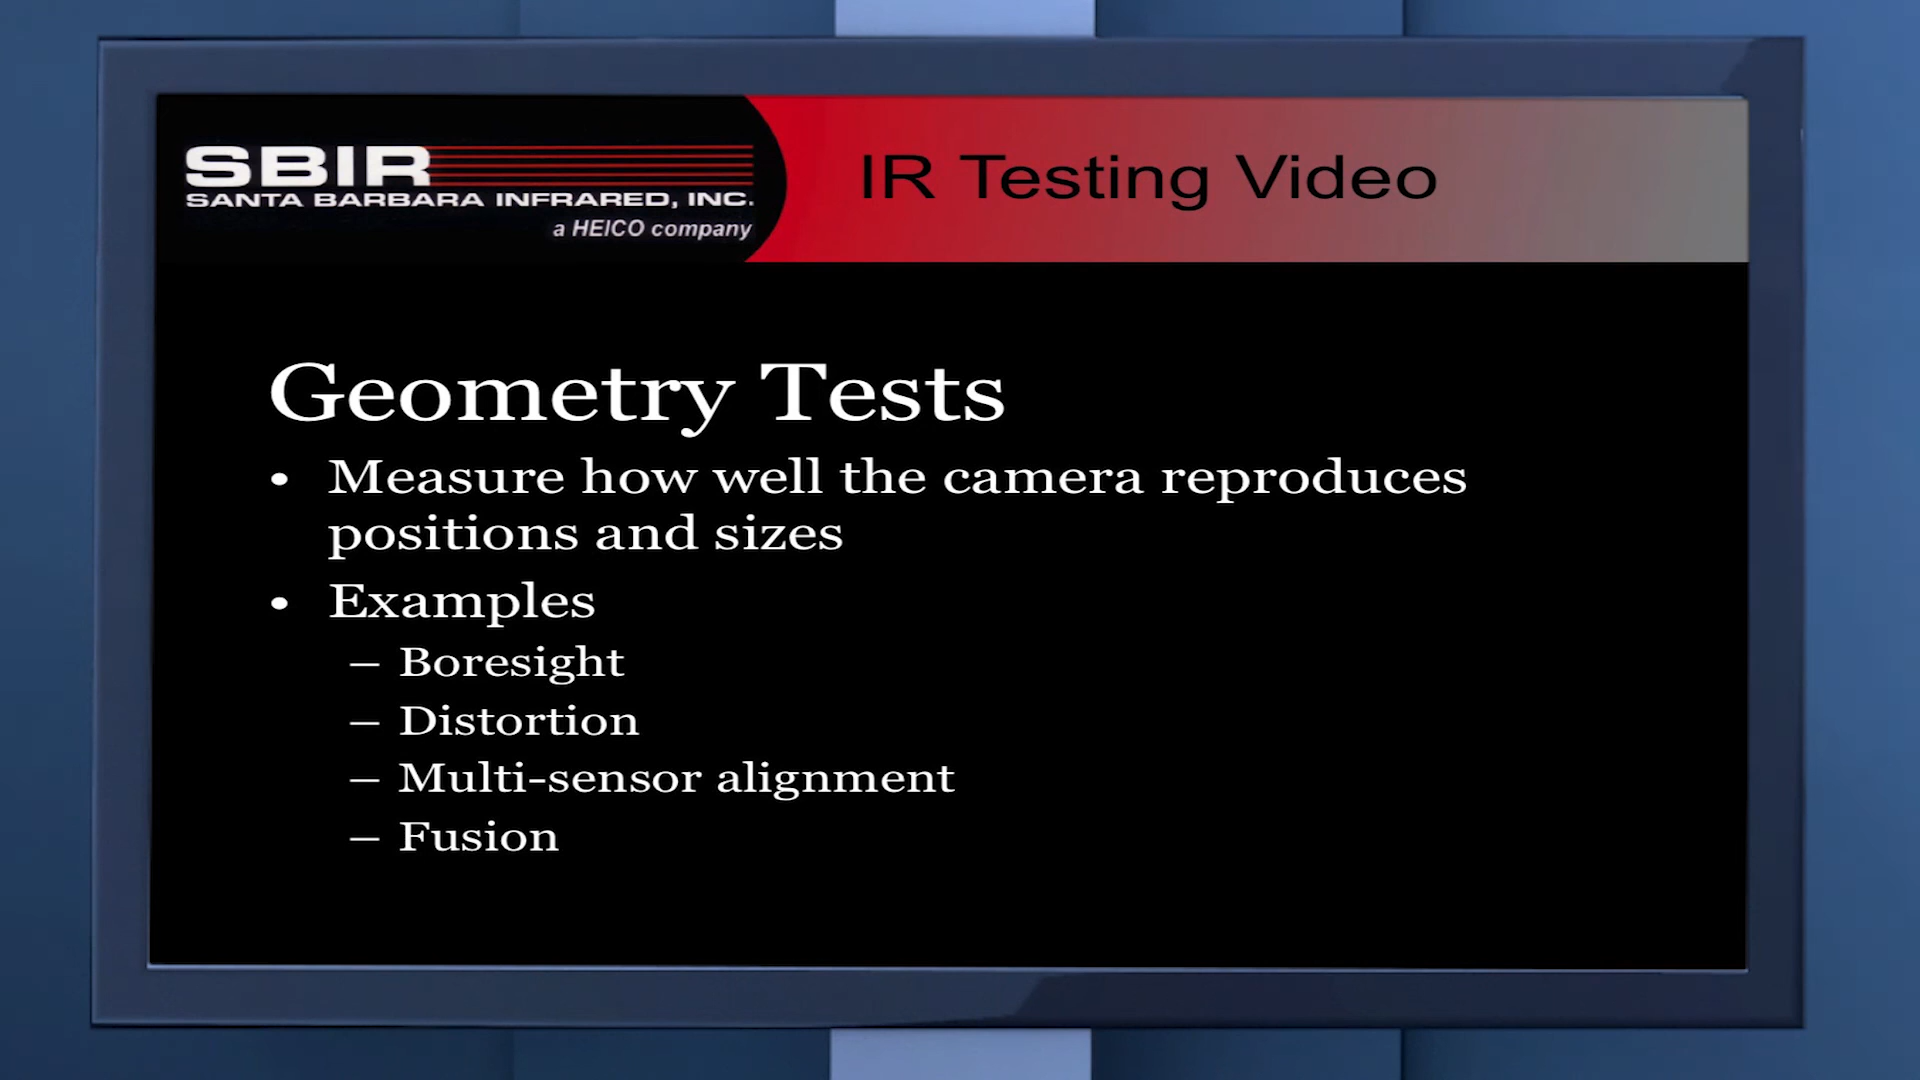 SBIR
SANTA BARBARA INFRARED, INC.
a HEICO company
IR Testing Video
Geometry Tests
• Measure how well the camera reproduces
positions and sizes
• Examples
– Boresight
– Distortion
– Multi-sensor alignment
– Fusion